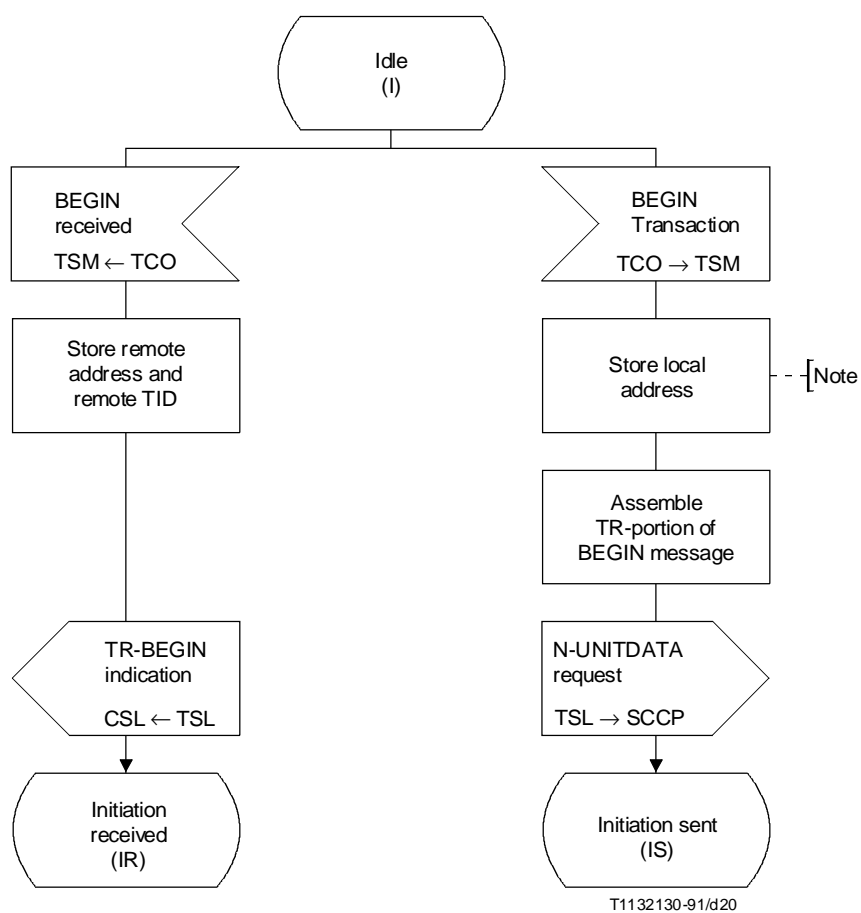 Idle
(I)
BEGIN
received
TSM ← TCO
BEGIN
Transaction
TCO → TSM
Store remote
address and
remote TID
Store local
address
Note
Assemble
TR-portion of
BEGIN message
TR-BEGIN
indication
CSL ← TSL
N-UNITDATA
request
TSL → SCCP
Initiation
received
(IR)
Initiation sent
(IS)
T1132130-91/d20